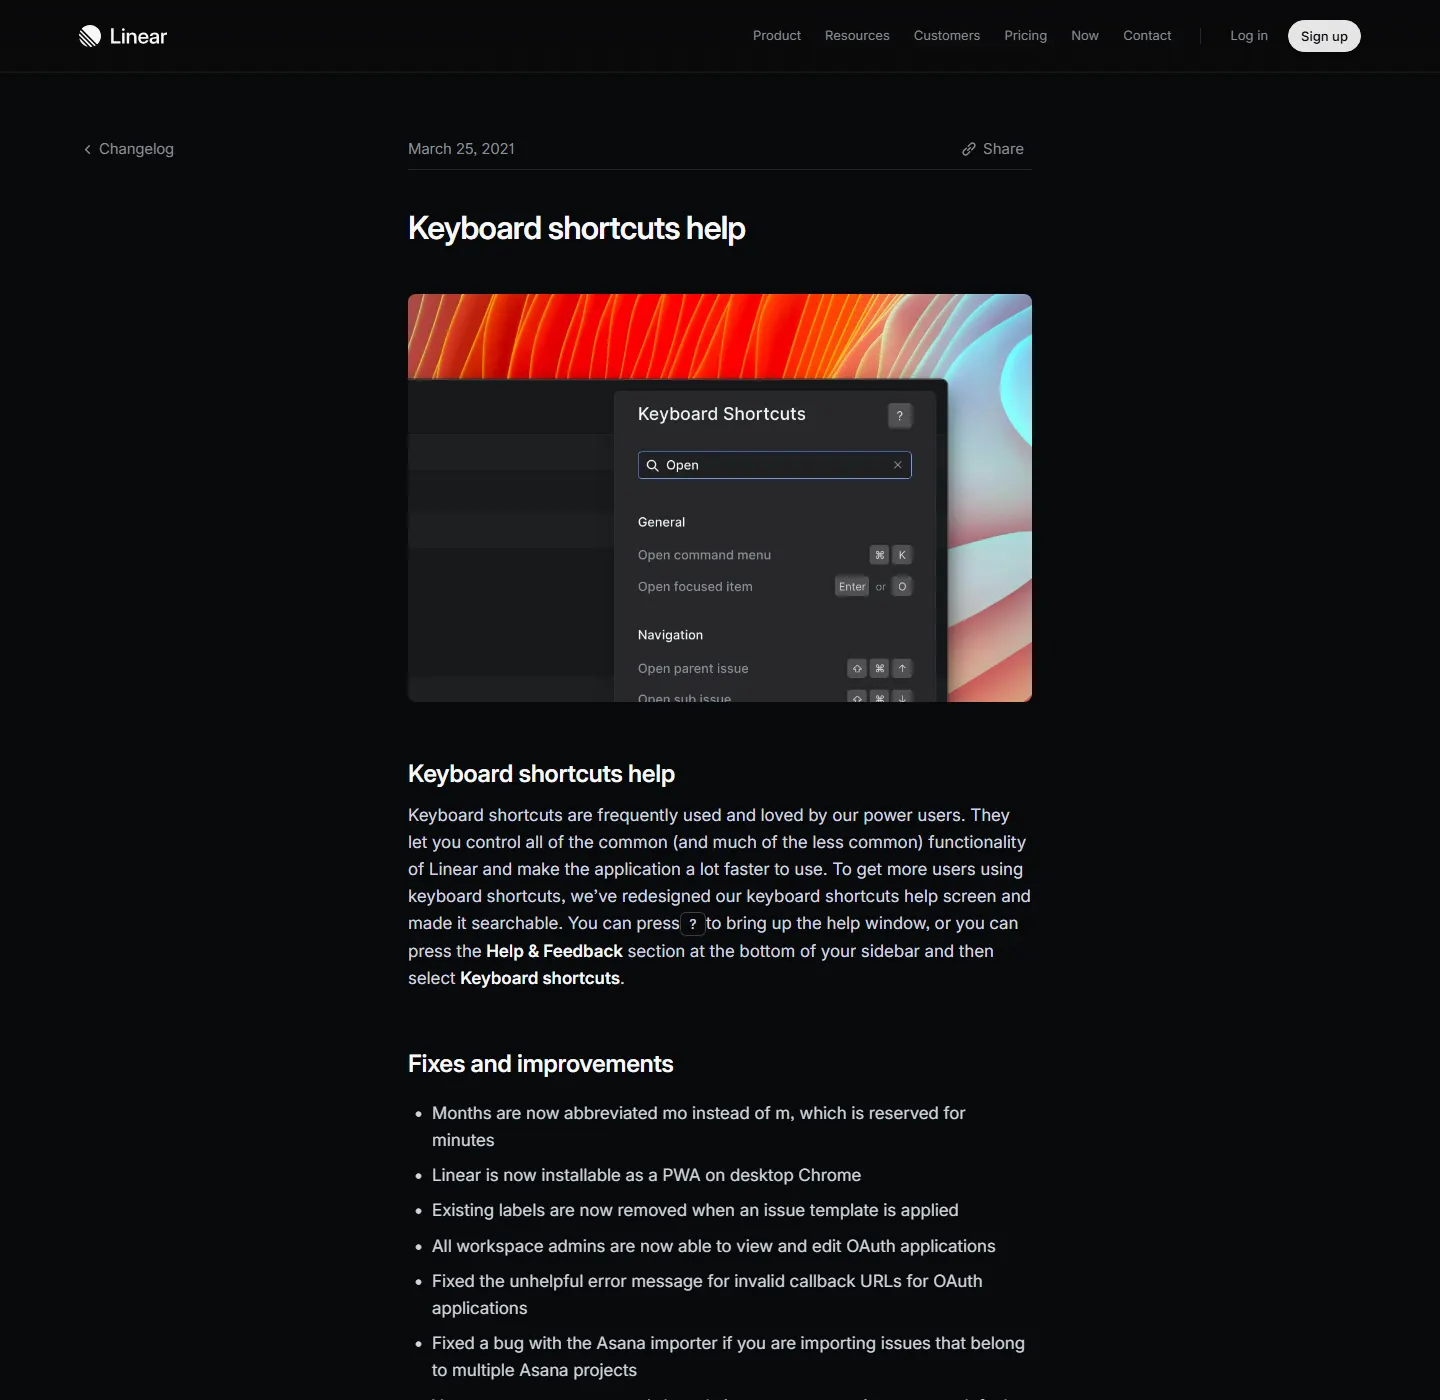 Linear
Product Resources Customers Pricing Now Contact Log in Sign up
Changelog
March 25, 2021
Share
Keyboard shortcuts help
Keyboard Shortcuts ?
Open
General
Open command menu ⌘ K
Open focused item Enter or O
Navigation
Open parent issue ⇧ ⌘ ↑
Open sub issue ⇧ ⌘ ↓
Keyboard shortcuts help
Keyboard shortcuts are frequently used and loved by our power users. They
let you control all of the common (and much of the less common) functionality
of Linear and make the application a lot faster to use. To get more users using
keyboard shortcuts, we’ve redesigned our keyboard shortcuts help screen and
made it searchable. You can press ? to bring up the help window, or you can
press the Help & Feedback section at the bottom of your sidebar and then
select Keyboard shortcuts.
Fixes and improvements
• Months are now abbreviated mo instead of m, which is reserved for
minutes
• Linear is now installable as a PWA on desktop Chrome
• Existing labels are now removed when an issue template is applied
• All workspace admins are now able to view and edit OAuth applications
• Fixed the unhelpful error message for invalid callback URLs for OAuth
applications
• Fixed a bug with the Asana importer if you are importing issues that belong
to multiple Asana projects